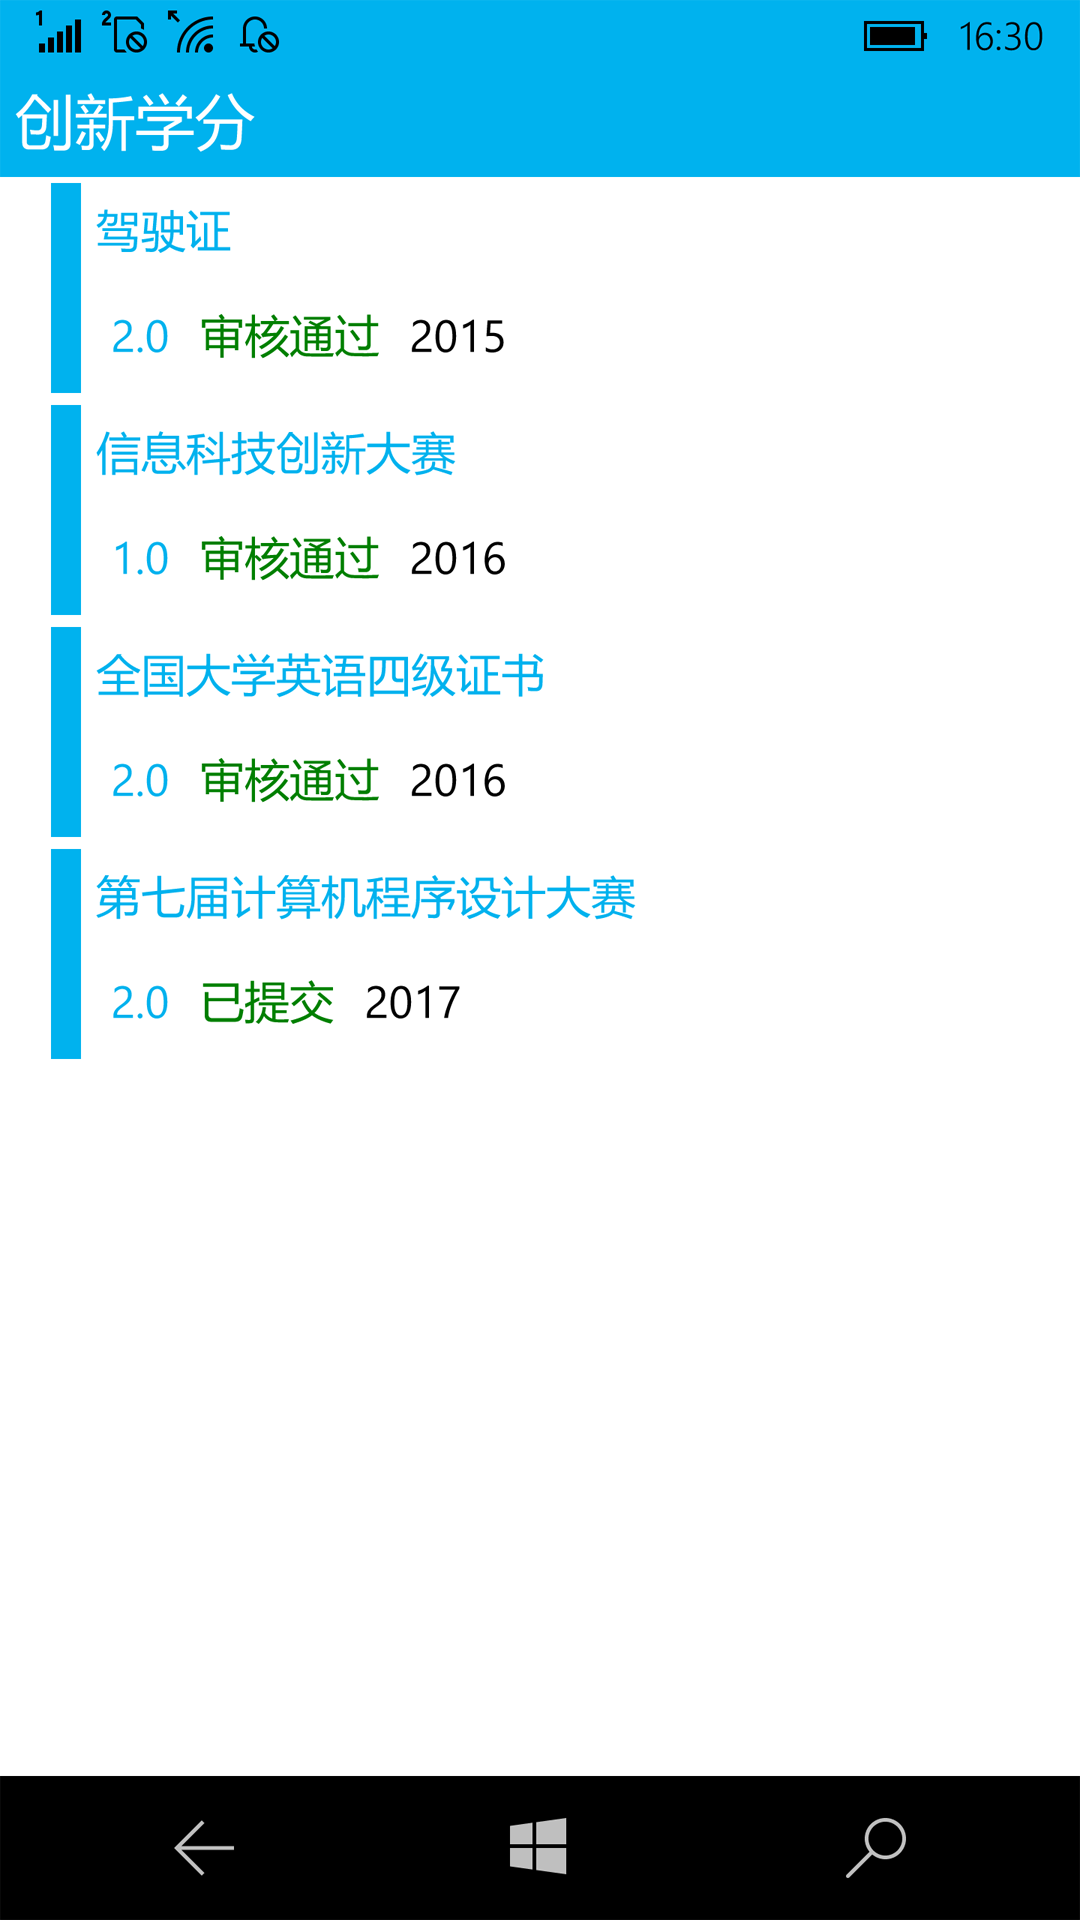 1 2 16:30
创新学分
驾驶证
2.0 审核通过 2015
信息科技创新大赛
1.0 审核通过 2016
全国大学英语四级证书
2.0 审核通过 2016
第七届计算机程序设计大赛
2.0 已提交 2017